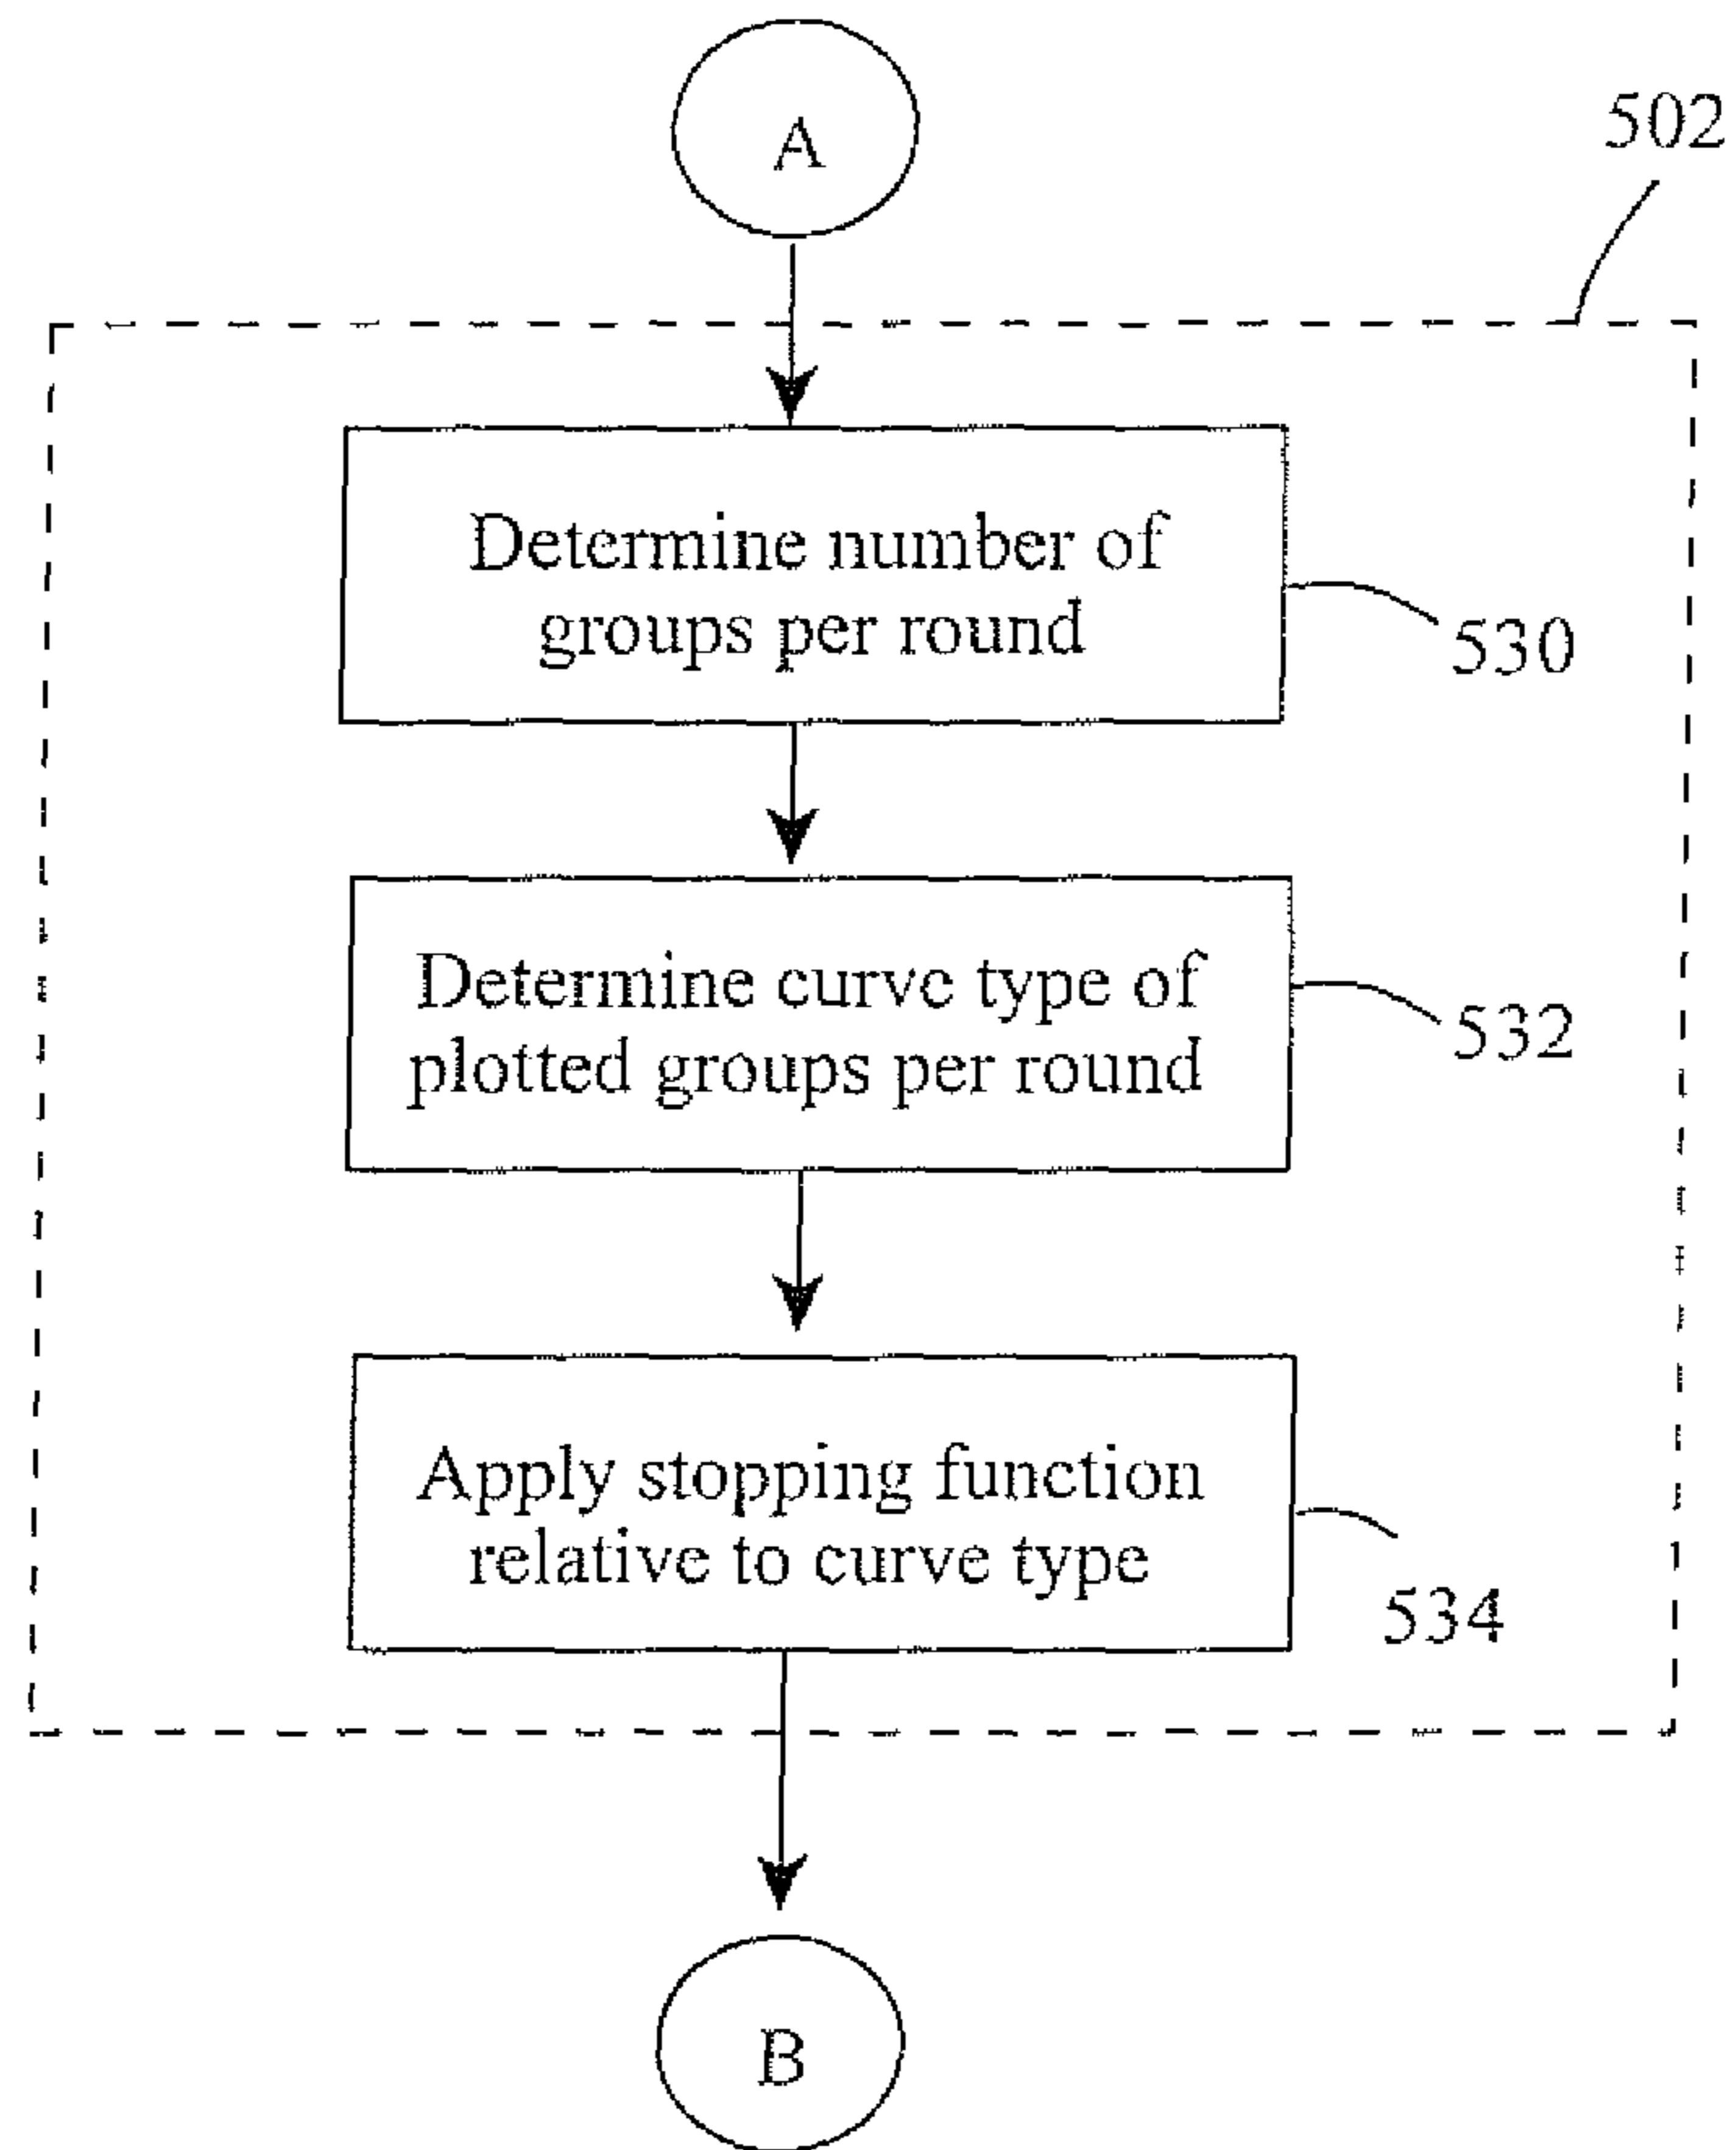 A
502
Determine number of
groups per round
530
Determine curve type of
plotted groups per round
532
Apply stopping function
relative to curve type
534
B